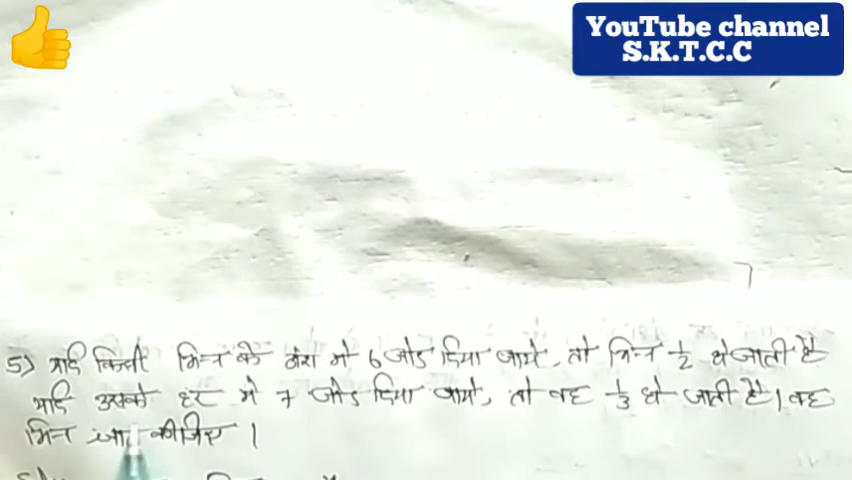 YouTube channel
S.K.T.C.C
5) यदि किसी भिन्न के अंश मे 6 जोड दिया जाये, तो भिन्न 1/2 हो जाती है
यदि उसके हर मे 7 जोड दिया जाये, तो वह 1/3 हो जाती है। वह
भिन्न ज्ञात कीजिए।